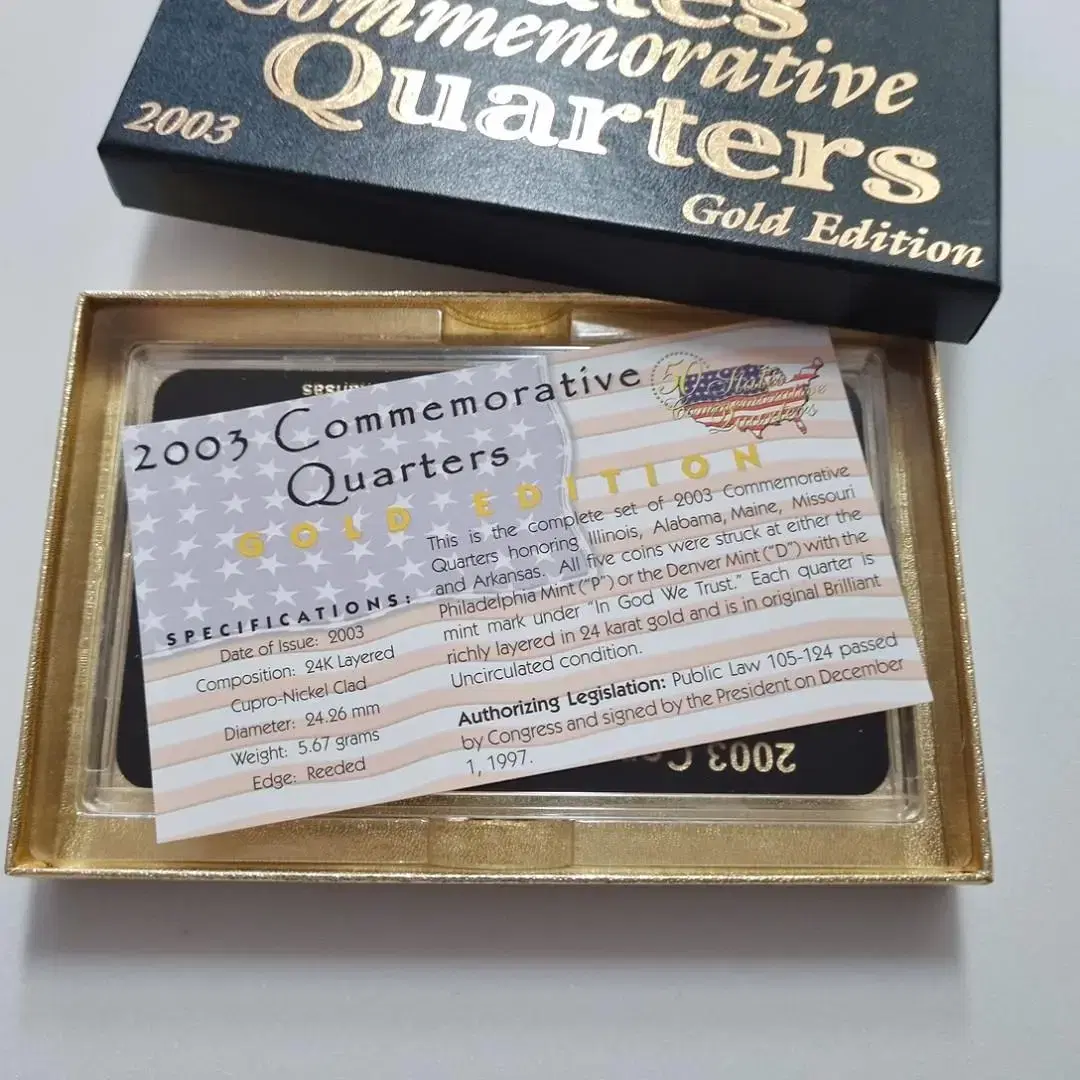 Commemorative
Quarters
2003
Gold Edition
2003 Commemorative
Quarters
GOLD EDITION
50 States
Commemorative
Quarters
SPECIFICATIONS:
Date of Issue: 2003
Composition: 24K Layered
Cupro-Nickel Clad
Diameter: 24.26 mm
Weight: 5.67 grams
Edge: Reeded
This is the complete set of 2003 Commemorative
Quarters honoring Illinois, Alabama, Maine, Missouri
and Arkansas. All five coins were struck at either the
Philadelphia Mint ("P") or the Denver Mint ("D") with the
mint mark under "In God We Trust." Each quarter is
richly layered in 24 karat gold and is in original Brilliant
Uncirculated condition.
Authorizing Legislation: Public Law 105-124 passed
by Congress and signed by the President on December
1, 1997.
2003